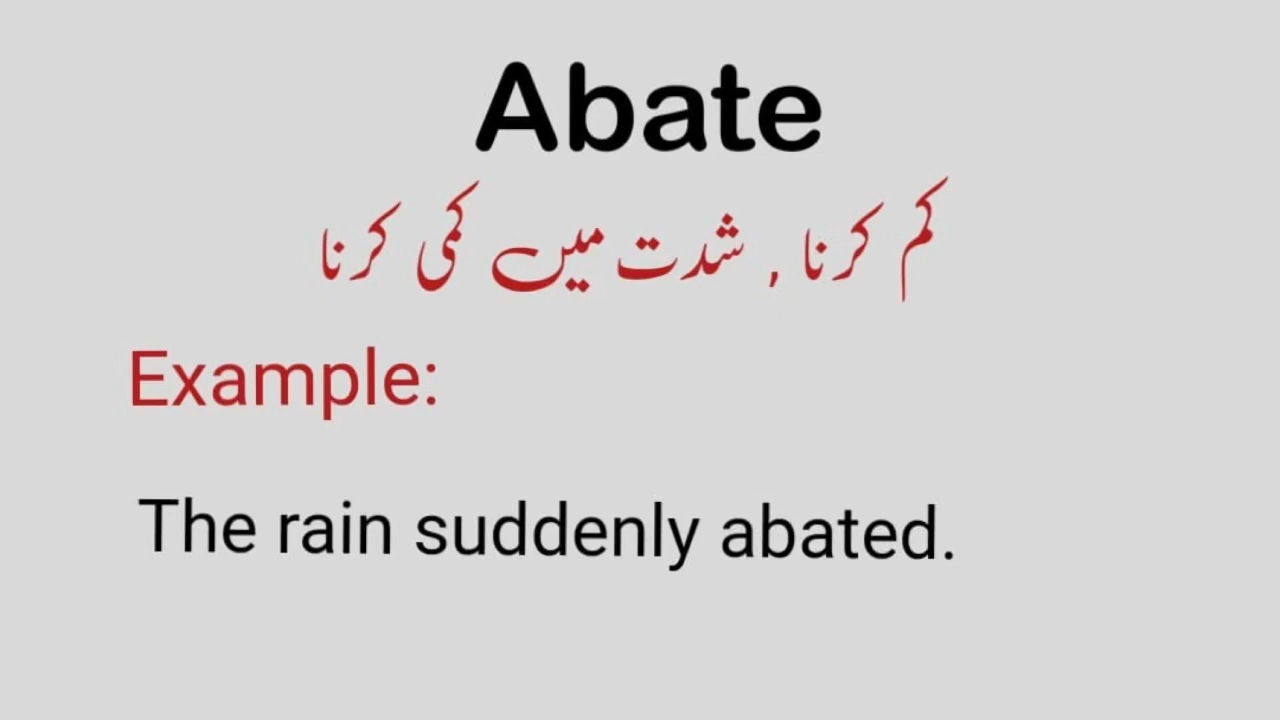 Abate
کم کرنا , شدت میں کمی کرنا
Example:
The rain suddenly abated.